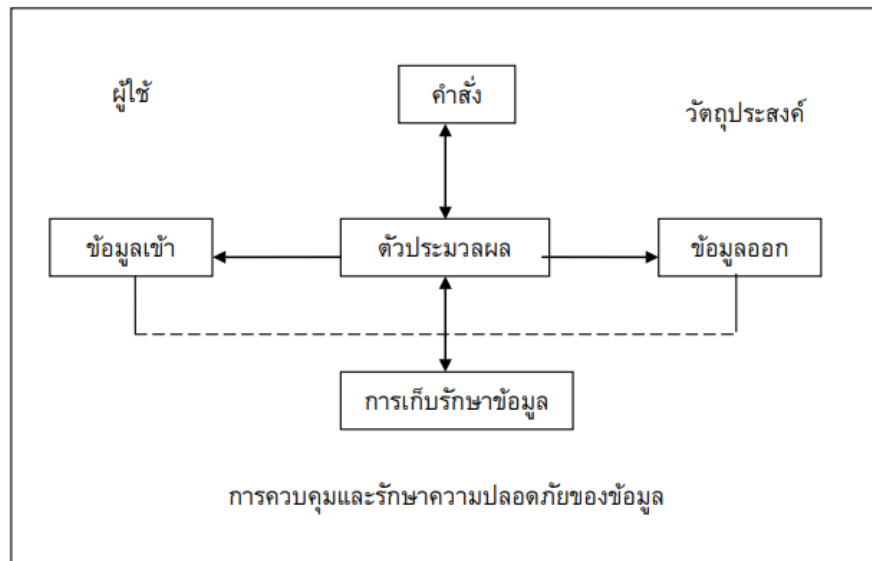 ผู้ใช้
คำสั่ง
วัตถุประสงค์
ข้อมูลเข้า
ตัวประมวลผล
ข้อมูลออก
การเก็บรักษาข้อมูล
การควบคุมและรักษาความปลอดภัยของข้อมูล